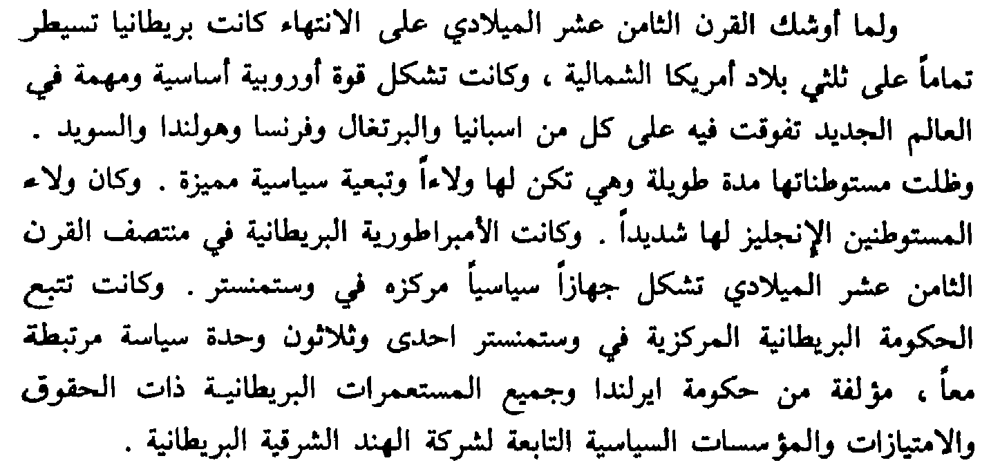 ولما أوشك القرن الثامن عشر الميلادي على الانتهاء كانت بريطانيا تسيطر
تماماً على ثلثي بلاد أمريكا الشمالية ، وكانت تشكل قوة أوروبية أساسية ومهمة في
العالم الجديد تفوقت فيه على كل من اسبانيا والبرتغال وفرنسا وهولندا والسويد .
وظلت مستوطناتها مدة طويلة وهي تكن لها ولاءاً وتبعية سياسية مميزة . وكان ولاء
المستوطنين الإنجليز لها شديداً . وكانت الأمبراطورية البريطانية في منتصف القرن
الثامن عشر الميلادي تشكل جهازاً سياسياً مركزه في وستمنستر . وكانت تتبع
الحكومة البريطانية المركزية في وستمنستر احدى وثلاثون وحدة سياسة مرتبطة
معاً ، مؤلفة من حكومة ايرلندا وجميع المستعمرات البريطانية ذات الحقوق
والامتيازات والمؤسسات السياسية التابعة لشركة الهند الشرقية البريطانية .